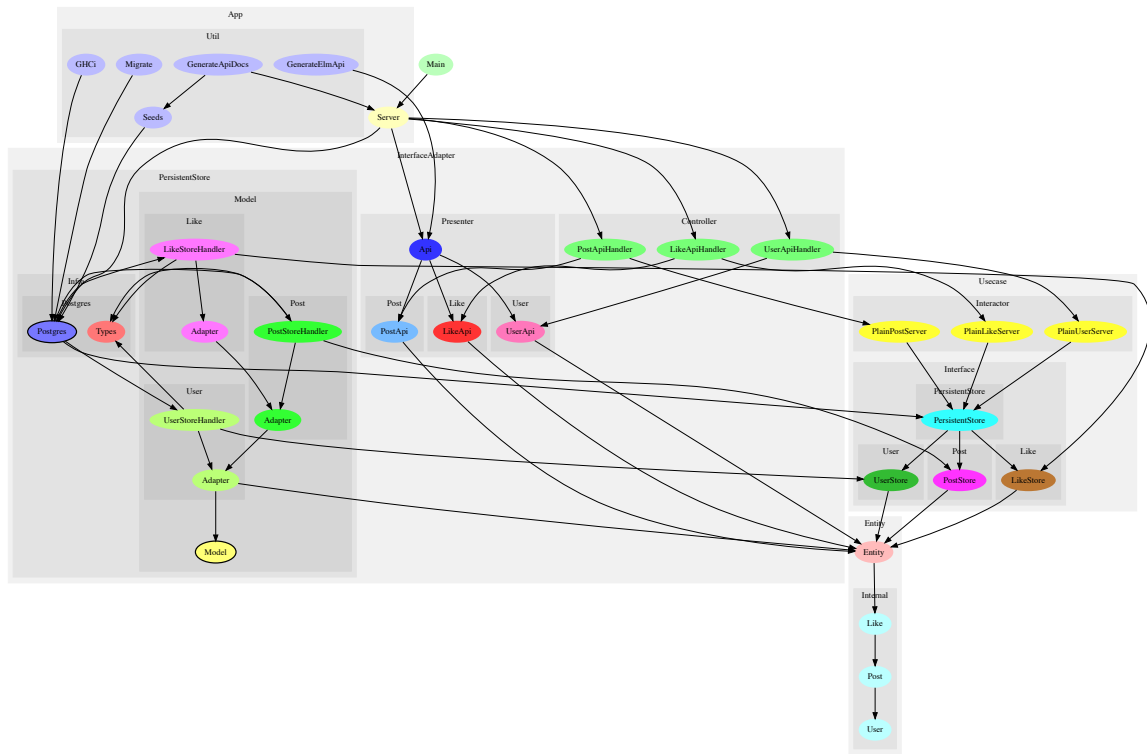 App
Util
GHCi
Migrate
GenerateApiDocs
GenerateElmApi
Main
Seeds
Server
InterfaceAdapter
PersistentStore
Model
Like
Presenter
Controller
LikeStoreHandler
Api
PostApiHandler
LikeApiHandler
UserApiHandler
Infra
Usecase
Postgres
Post
Post
Like
User
Interactor
Postgres
Types
Adapter
PostStoreHandler
PostApi
LikeApi
UserApi
PlainPostServer
PlainLikeServer
PlainUserServer
Interface
User
PersistentStore
UserStoreHandler
Adapter
PersistentStore
User
Post
Like
Adapter
UserStore
PostStore
LikeStore
Entity
Model
Entity
Internal
Like
Post
User